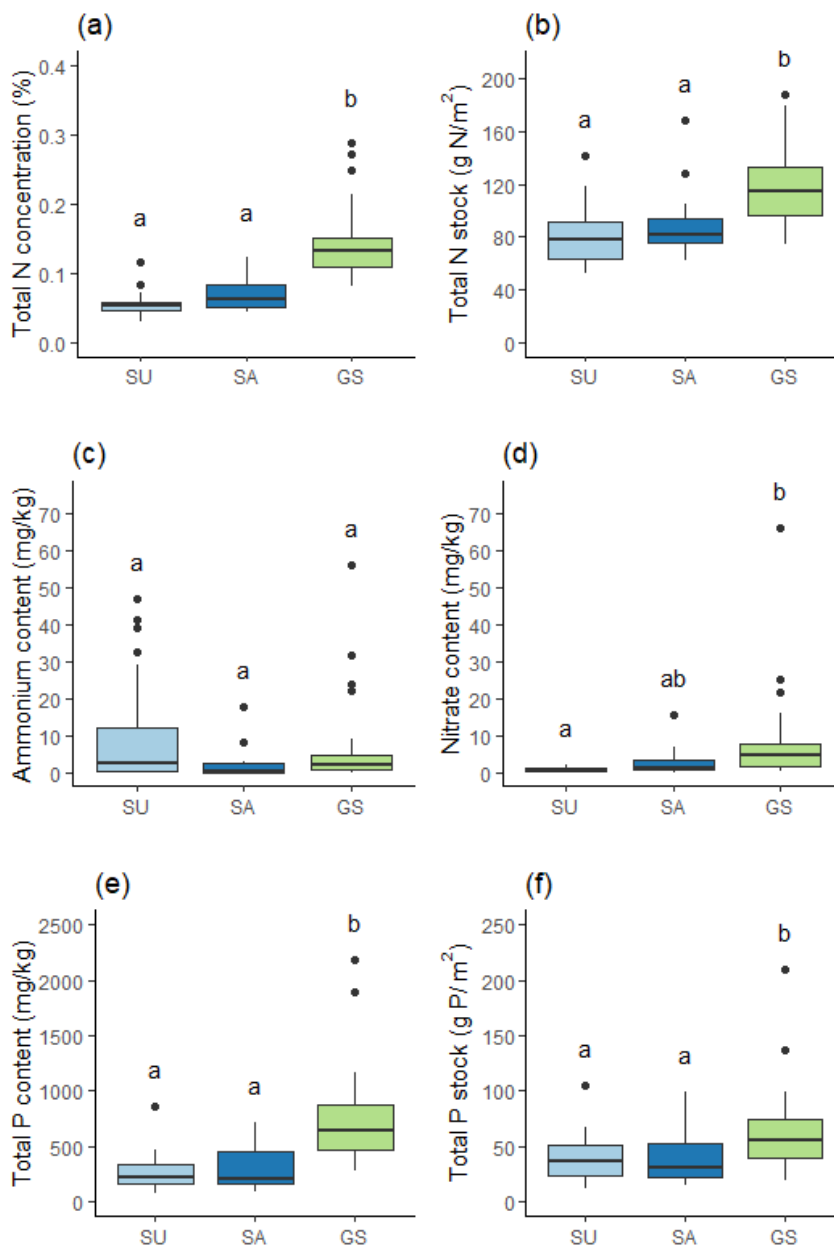 (a)
Total N concentration (%)
0.4
0.3
0.2
0.1
0.0
a
a
b
SU SA GS
(b)
Total N stock (g N/m²)
200
160
120
80
40
0
a
a
b
SU SA GS
(c)
Ammonium content (mg/kg)
70
60
50
40
30
20
10
0
a
a
a
SU SA GS
(d)
Nitrate content (mg/kg)
70
60
50
40
30
20
10
0
a
ab
b
SU SA GS
(e)
Total P content (mg/kg)
2500
2000
1500
1000
500
0
a
a
b
SU SA GS
(f)
Total P stock (g P/m²)
250
200
150
100
50
0
a
a
b
SU SA GS